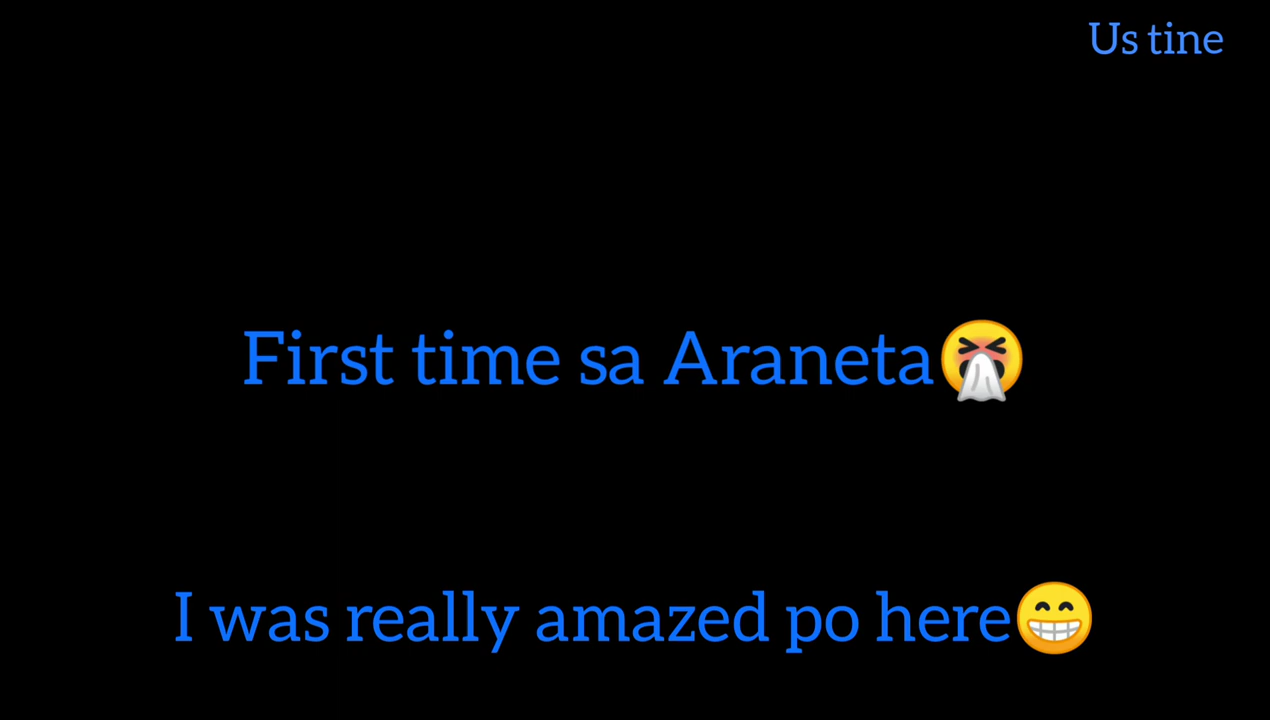 Us tine
First time sa Araneta🤧
I was really amazed po here😁